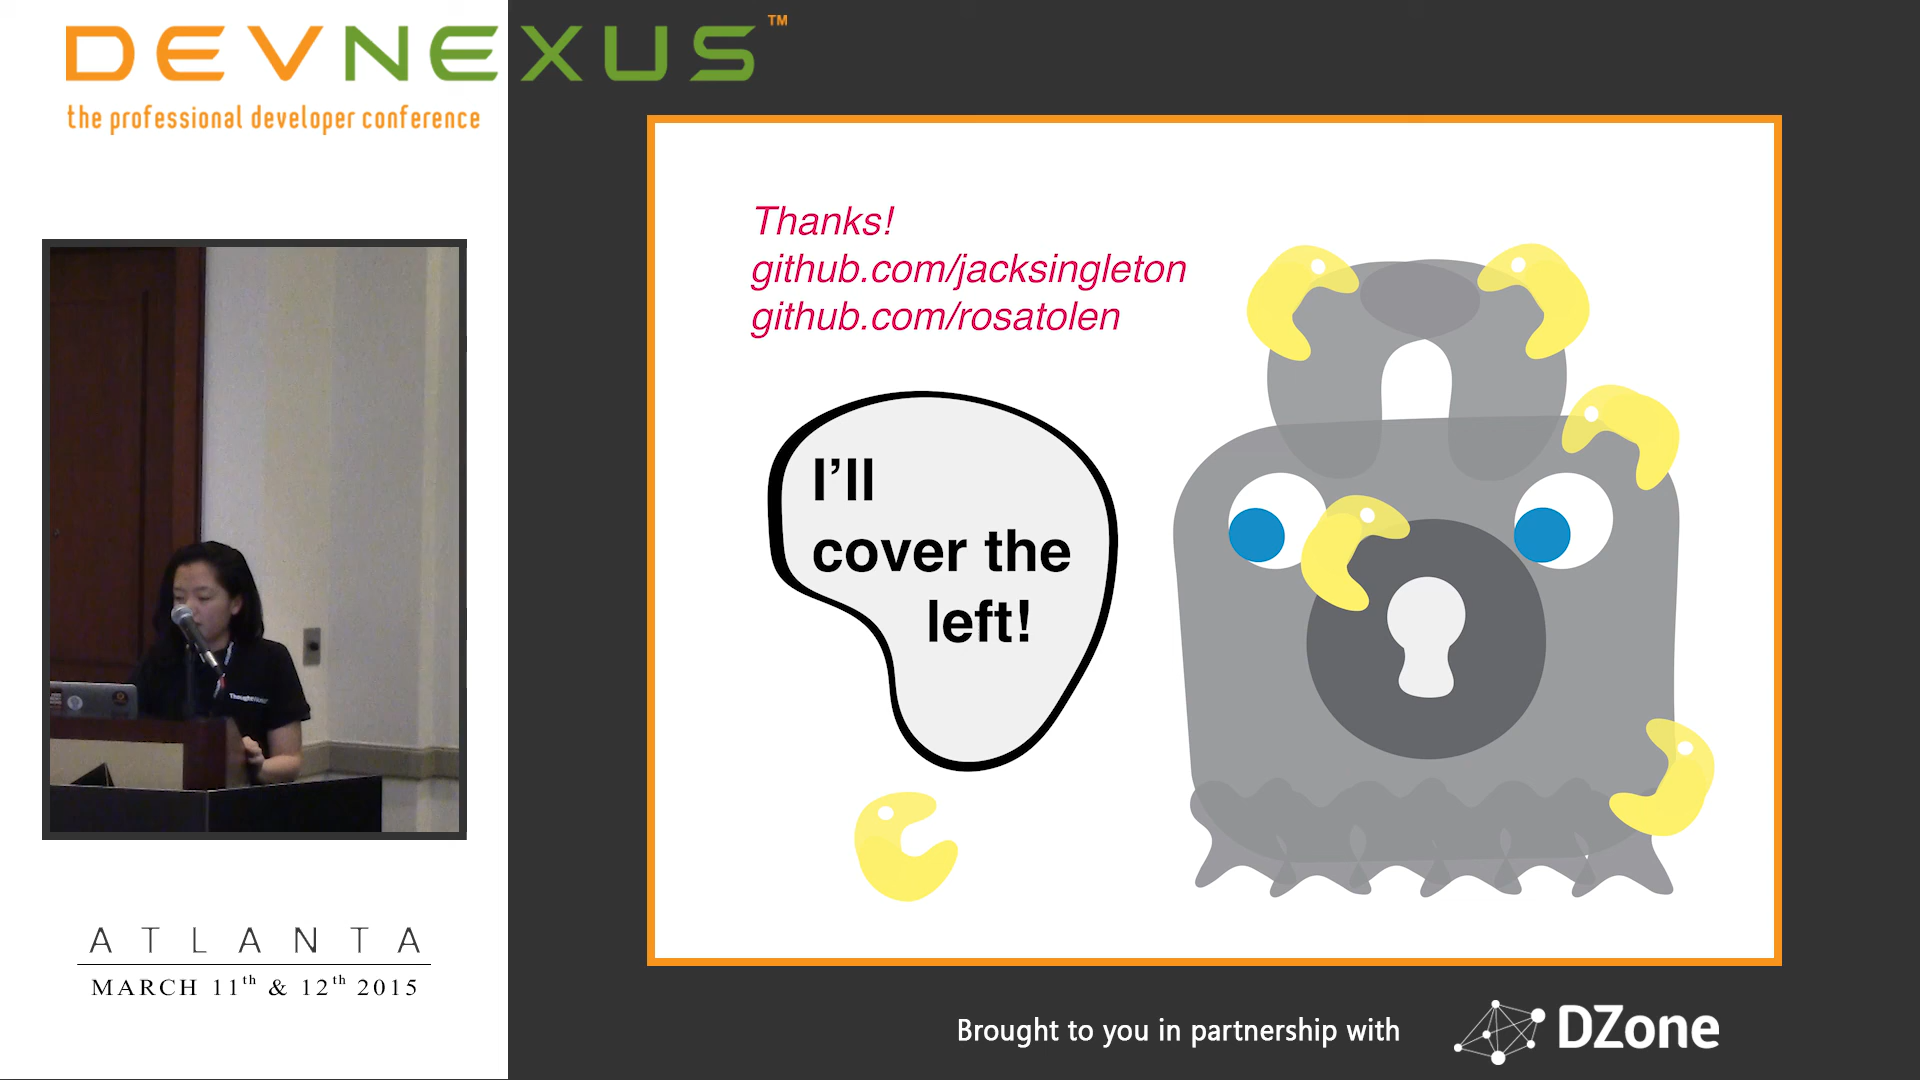 DEVNEXUS™
the professional developer conference
Thanks!
github.com/jacksingleton
github.com/rosatolen
I’ll
cover the
left!
ThoughtWorks
ATLANTA
MARCH 11th & 12th 2015
Brought to you in partnership with
DZone